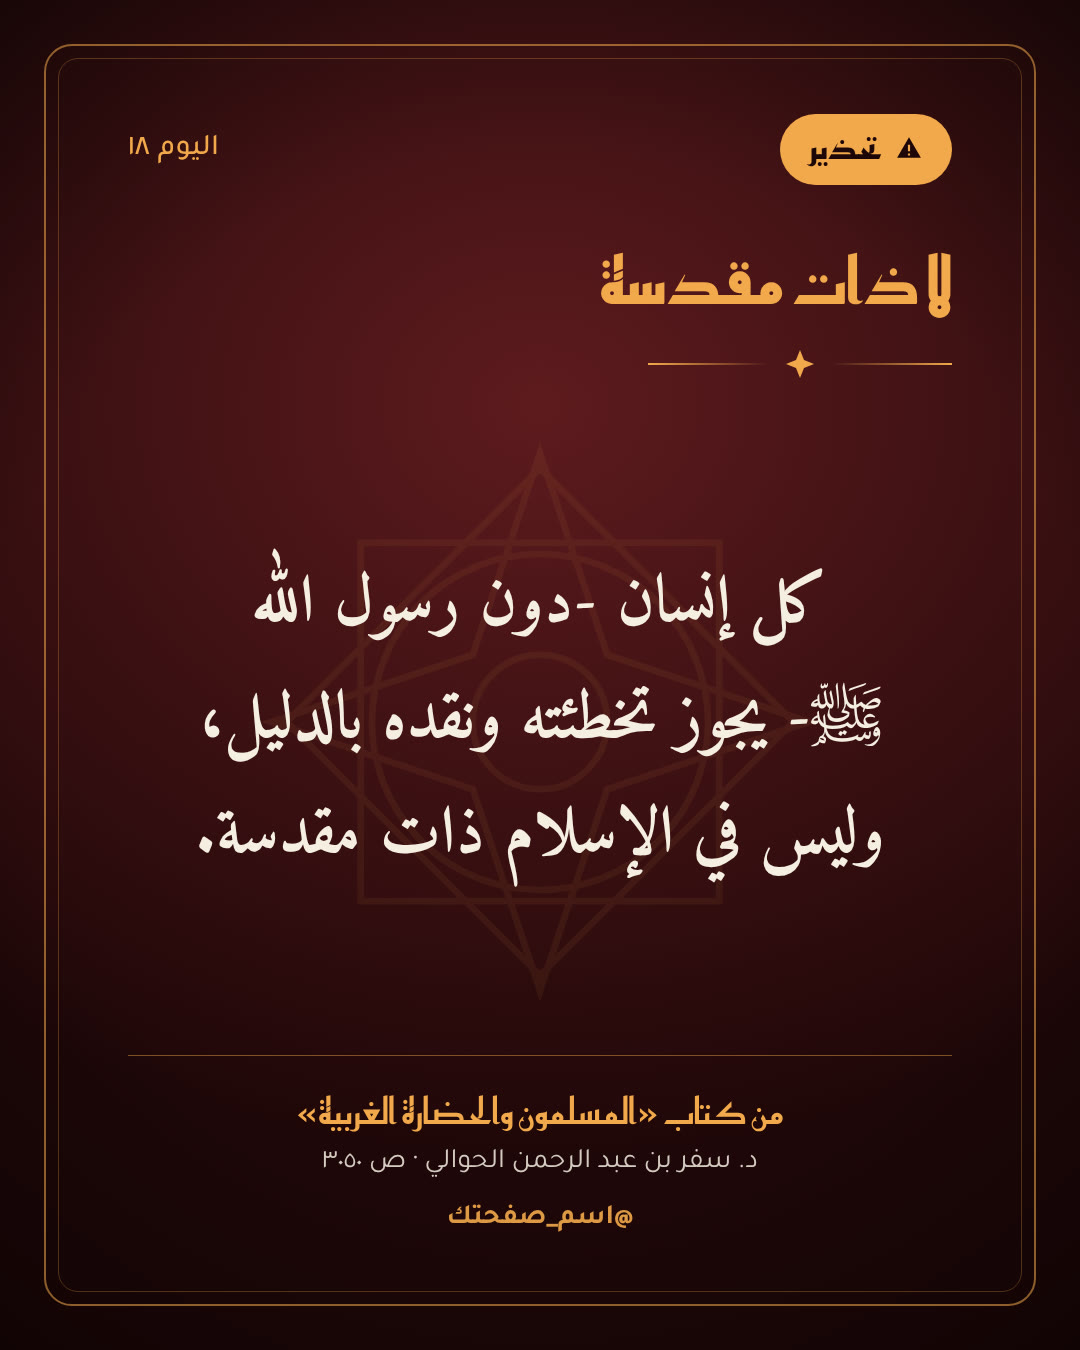 تحذير
اليوم ١٨
لا ذات مقدسة
كل إنسان -دون رسول الله
ﷺ- يجوز تخطئته ونقده بالدليل،
وليس في الإسلام ذات مقدسة.
من كتاب «المسلمون والحضارة الغربية»
د. سفر بن عبد الرحمن الحوالي · ص ٣٠٥٠
@اسم_صفحتك